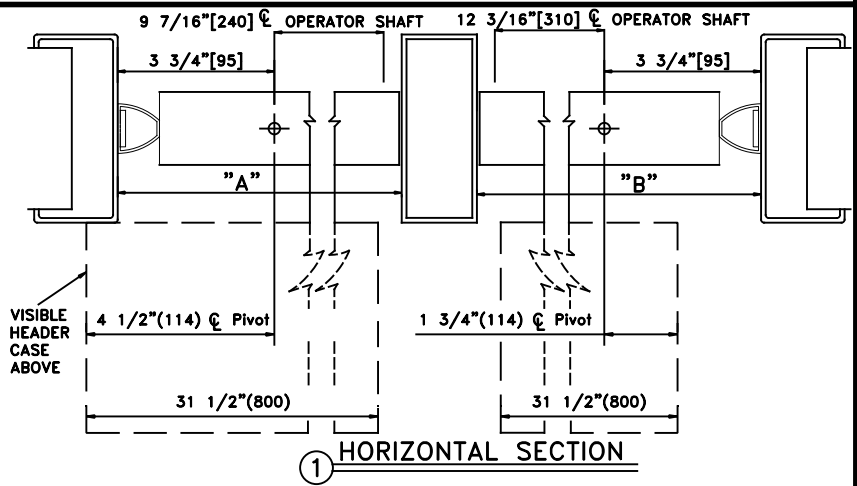 9 7/16"[240] ℄ OPERATOR SHAFT
12 3/16"[310] ℄ OPERATOR SHAFT
3 3/4"[95]
3 3/4"[95]
"A"
"B"
VISIBLE
HEADER
CASE
ABOVE
4 1/2"(114) ℄ Pivot
1 3/4"(114) ℄ Pivot
31 1/2"(800)
31 1/2"(800)
1 HORIZONTAL SECTION